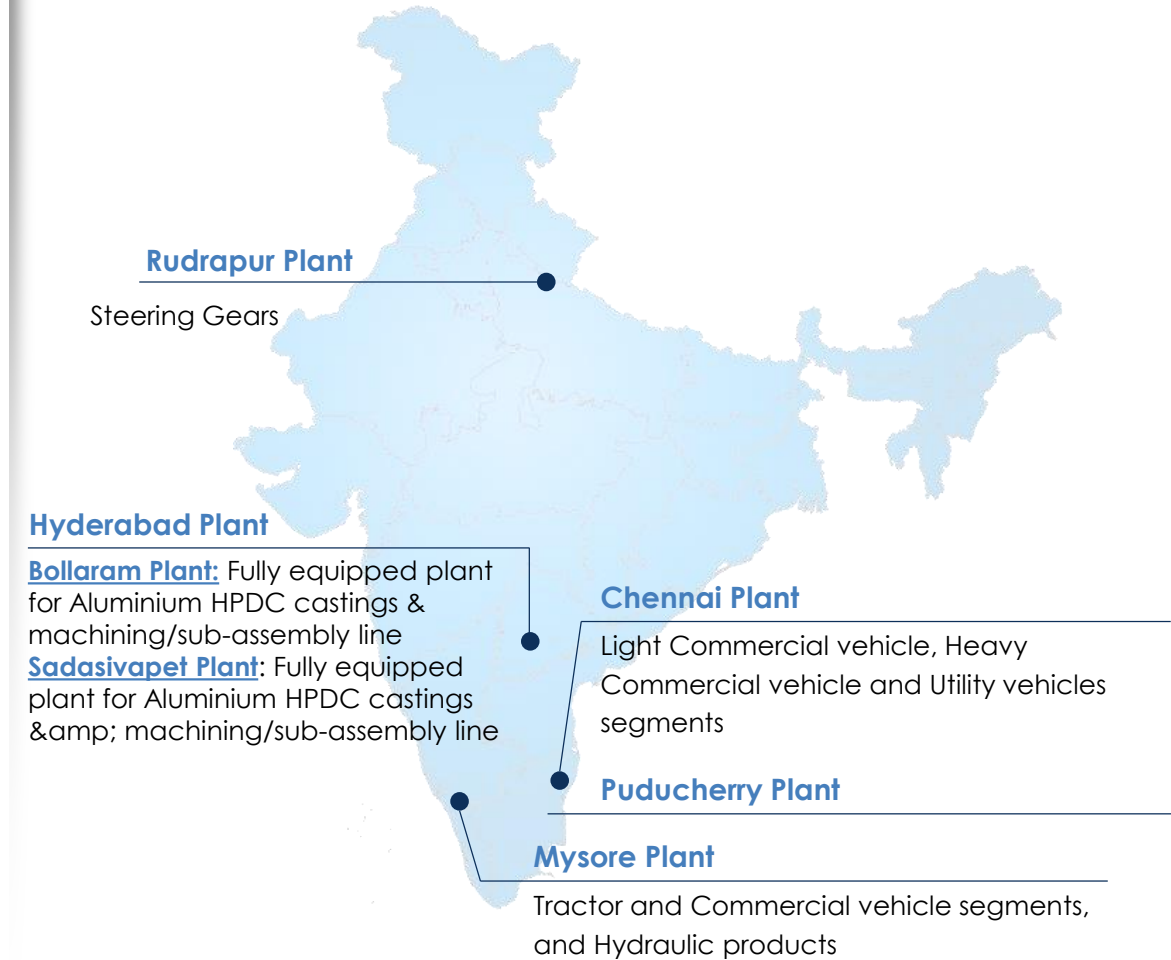 Rudrapur Plant
Steering Gears
Hyderabad Plant
Bollaram Plant: Fully equipped plant
for Aluminium HPDC castings &
machining/sub-assembly line
Sadasivapet Plant: Fully equipped
plant for Aluminium HPDC castings
&amp; machining/sub-assembly line
Chennai Plant
Light Commercial vehicle, Heavy
Commercial vehicle and Utility vehicles
segments
Puducherry Plant
Mysore Plant
Tractor and Commercial vehicle segments,
and Hydraulic products